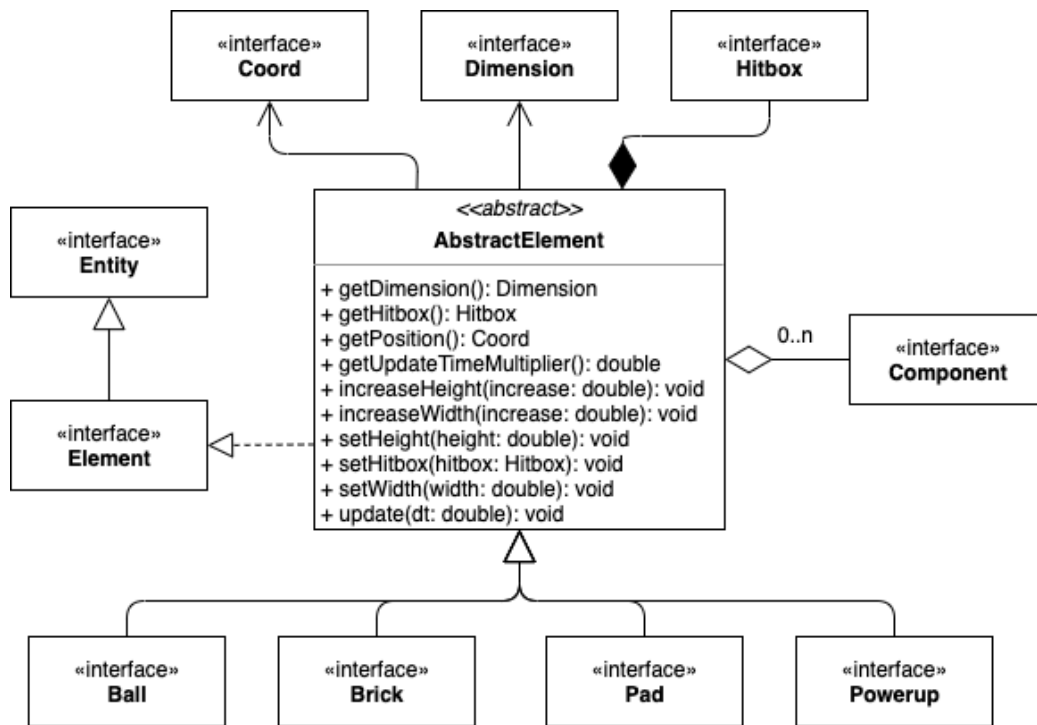 «interface»
Coord
«interface»
Dimension
«interface»
Hitbox
<<abstract>>
AbstractElement
+ getDimension(): Dimension
+ getHitbox(): Hitbox
+ getPosition(): Coord
+ getUpdateTimeMultiplier(): double
+ increaseHeight(increase: double): void
+ increaseWidth(increase: double): void
+ setHeight(height: double): void
+ setHitbox(hitbox: Hitbox): void
+ setWidth(width: double): void
+ update(dt: double): void
«interface»
Entity
«interface»
Element
0..n
«interface»
Component
«interface»
Ball
«interface»
Brick
«interface»
Pad
«interface»
Powerup